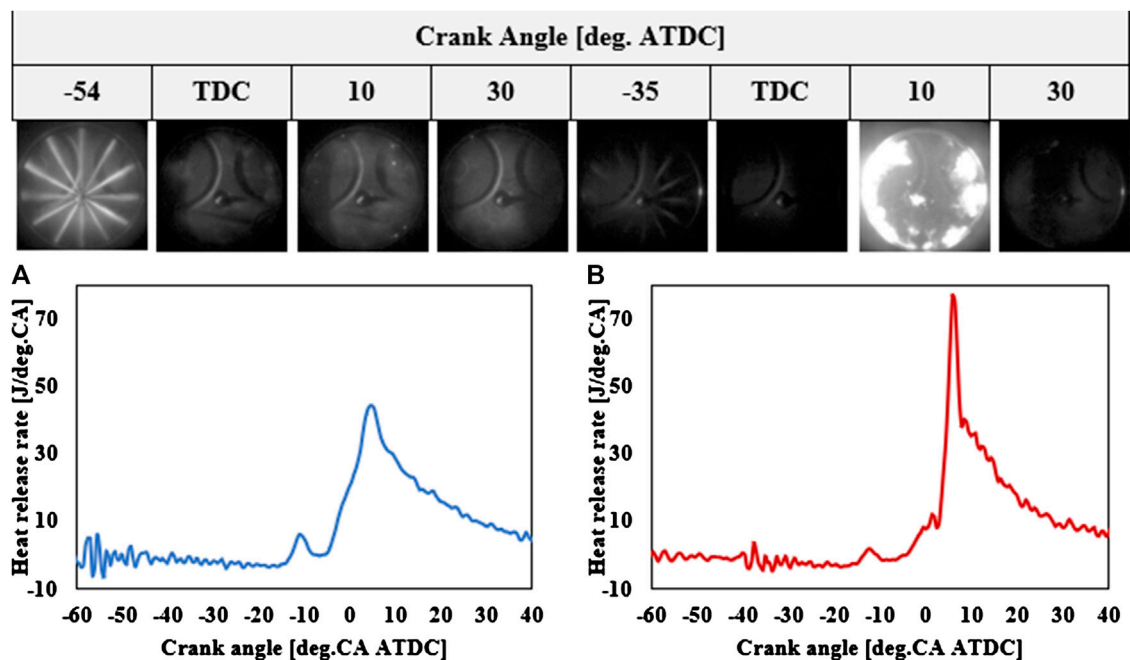 Crank Angle [deg. ATDC]
-54 TDC 10 30 -35 TDC 10 30
A
Heat release rate [J/deg.CA]
70
50
30
10
-10
-60 -50 -40 -30 -20 -10 0 10 20 30 40
Crank angle [deg.CA ATDC]
B
Heat release rate [J/deg.CA]
70
50
30
10
-10
-60 -50 -40 -30 -20 -10 0 10 20 30 40
Crank angle [deg.CA ATDC]